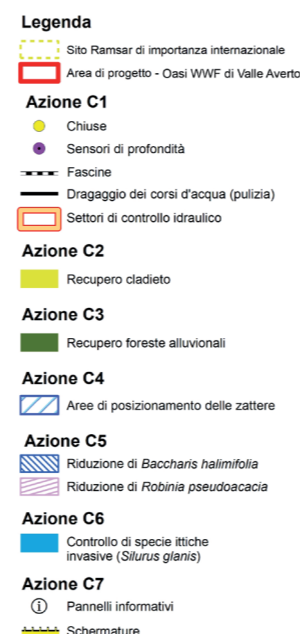 Legenda
Sito Ramsar di importanza internazionale
Area di progetto - Oasi WWF di Valle Averto
Azione C1
Chiuse
Sensori di profondità
Fascine
Dragaggio dei corsi d'acqua (pulizia)
Settori di controllo idraulico
Azione C2
Recupero cladieto
Azione C3
Recupero foreste alluvionali
Azione C4
Aree di posizionamento delle zattere
Azione C5
Riduzione di Baccharis halimifolia
Riduzione di Robinia pseudoacacia
Azione C6
Controllo di specie ittiche
invasive (Silurus glanis)
Azione C7
Pannelli informativi
Schermature